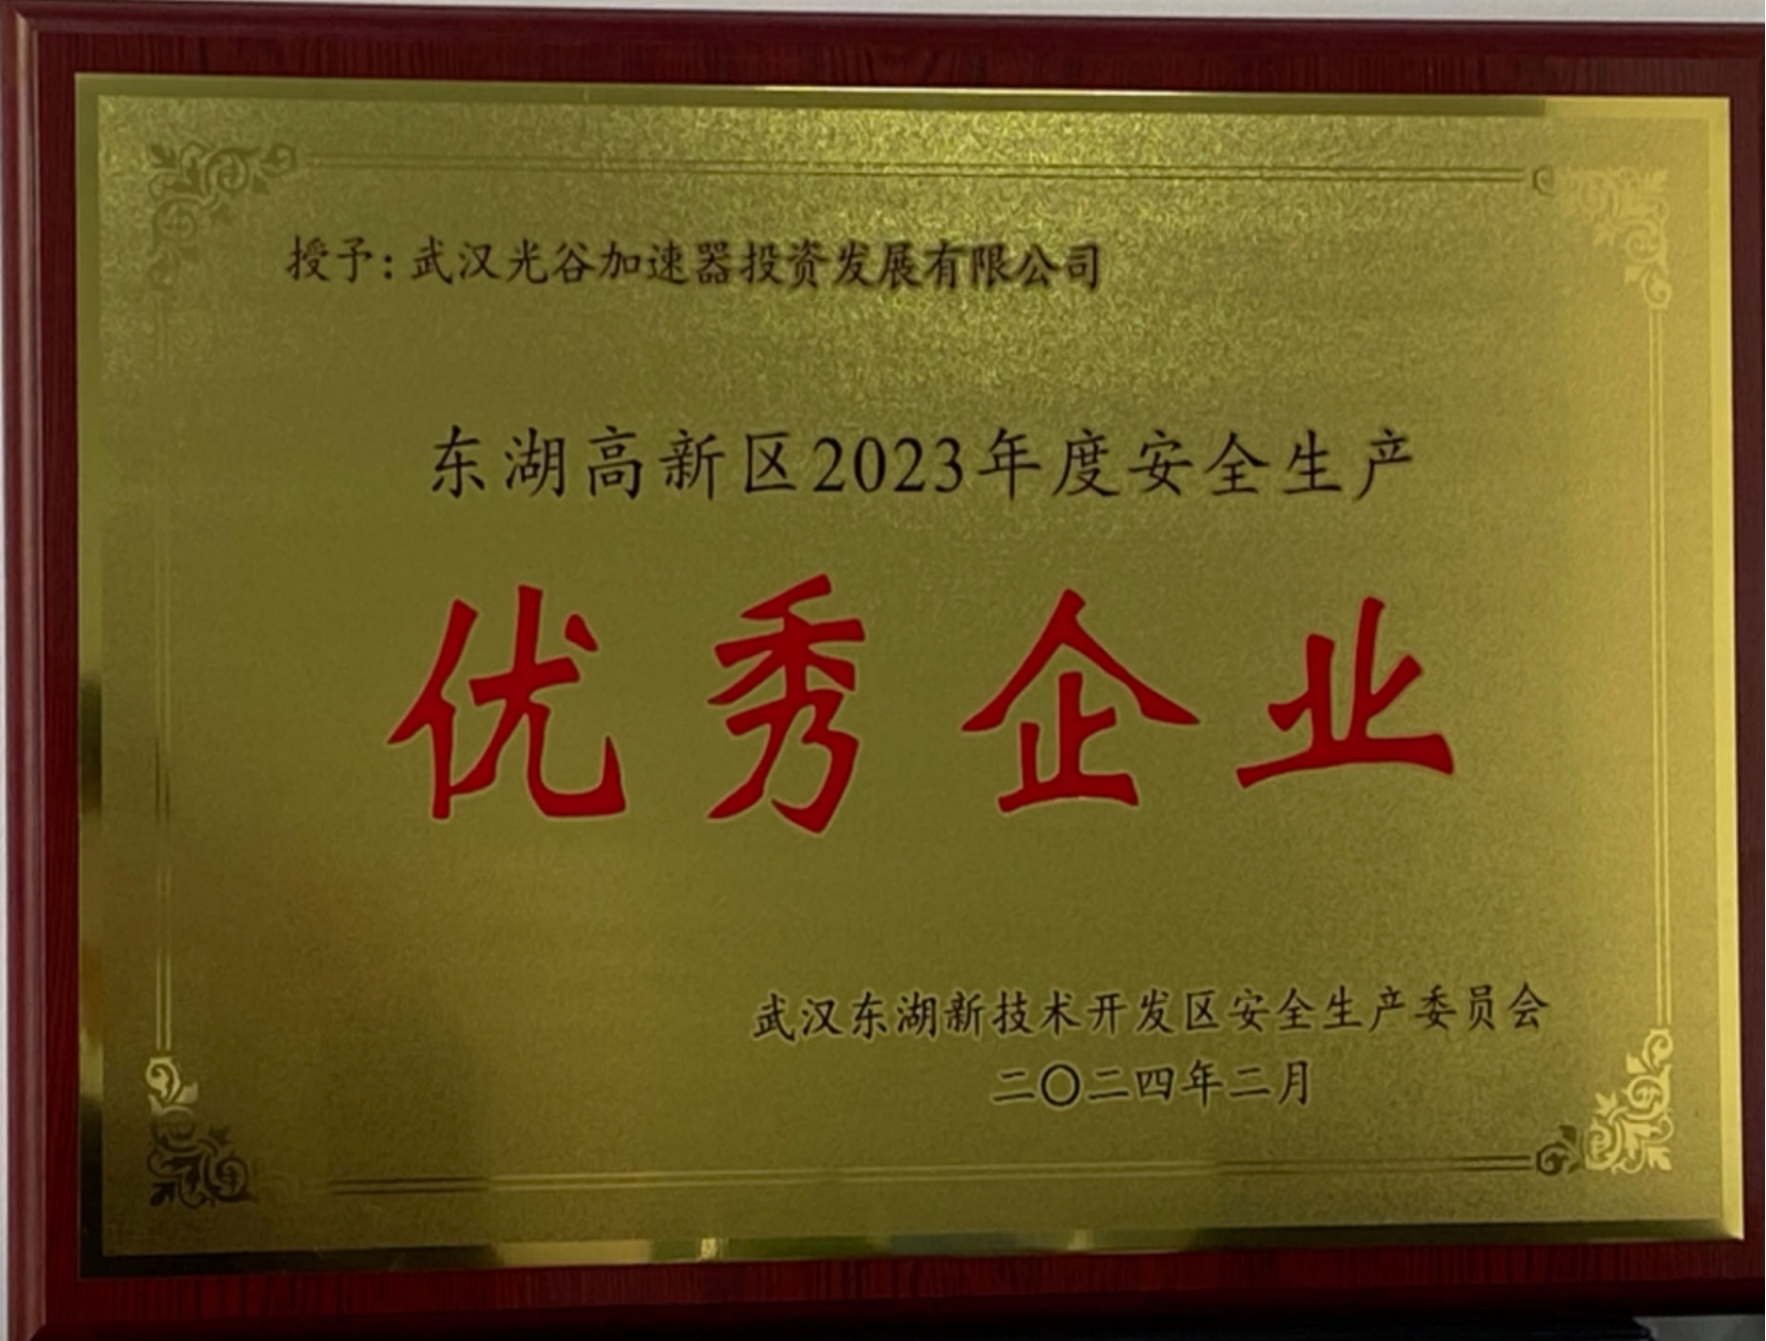 授予：武汉光谷加速器投资发展有限公司
东湖高新区2023年度安全生产
优秀企业
武汉东湖新技术开发区安全生产委员会
二〇二四年二月